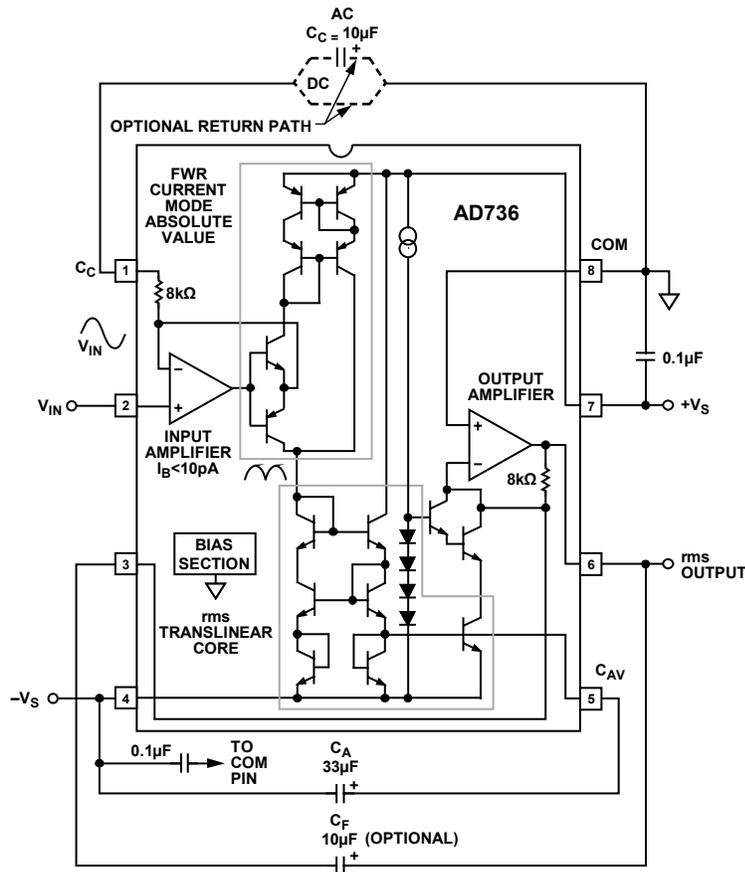 AC
C_C = 10µF
+
DC
OPTIONAL RETURN PATH
FWR
CURRENT
MODE
ABSOLUTE
VALUE
AD736
COM
C_C
1
8
8kΩ
V_IN
0.1µF
OUTPUT
AMPLIFIER
V_IN
2
−
+
7
+V_S
INPUT
AMPLIFIER
I_B<10pA
+
−
8kΩ
BIAS
SECTION
3
6
rms
OUTPUT
rms
TRANSLINEAR
CORE
C_AV
−V_S
4
5
0.1µF
TO
COM
PIN
C_A
33µF
+
C_F
10µF (OPTIONAL)
+